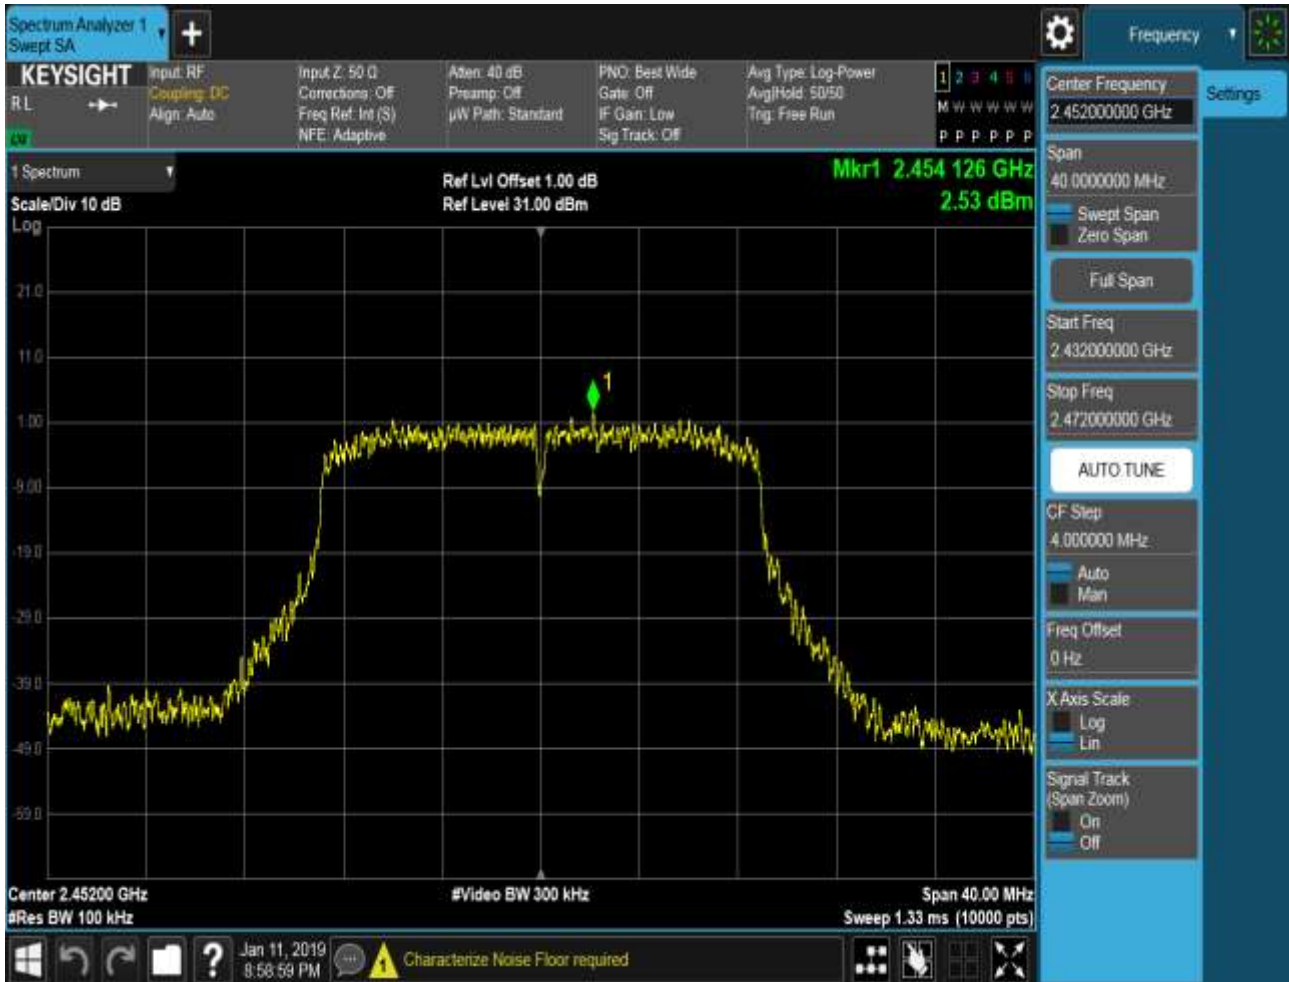 Spectrum Analyzer 1
Swept SA
+
Frequency
KEYSIGHT
RL
LXI
Input: RF
Coupling: DC
Align: Auto
Input Z: 50 Ω
Corrections: Off
Freq Ref: Int (S)
NFE: Adaptive
Atten: 40 dB
Preamp: Off
µW Path: Standard
PNO: Best Wide
Gate: Off
IF Gain: Low
Sig Track: Off
Avg Type: Log-Power
Avg|Hold: 50/50
Trig: Free Run
1 2 3 4 5 6
M W W W W W
P P P P P P
1 Spectrum
Scale/Div 10 dB
Log
Ref Lvl Offset 1.00 dB
Ref Level 31.00 dBm
Mkr1 2.454 126 GHz
2.53 dBm
21.0
11.0
1.00
-9.00
-19.0
-29.0
-39.0
-49.0
-59.0
1
Center 2.45200 GHz
#Res BW 100 kHz
#Video BW 300 kHz
Span 40.00 MHz
Sweep 1.33 ms (10000 pts)
Center Frequency
2.452000000 GHz
Settings
Span
40.0000000 MHz
Swept Span
Zero Span
Full Span
Start Freq
2.432000000 GHz
Stop Freq
2.472000000 GHz
AUTO TUNE
CF Step
4.000000 MHz
Auto
Man
Freq Offset
0 Hz
X Axis Scale
Log
Lin
Signal Track
(Span Zoom)
On
Off
?
Jan 11, 2019
8:58:59 PM
1
Characterize Noise Floor required